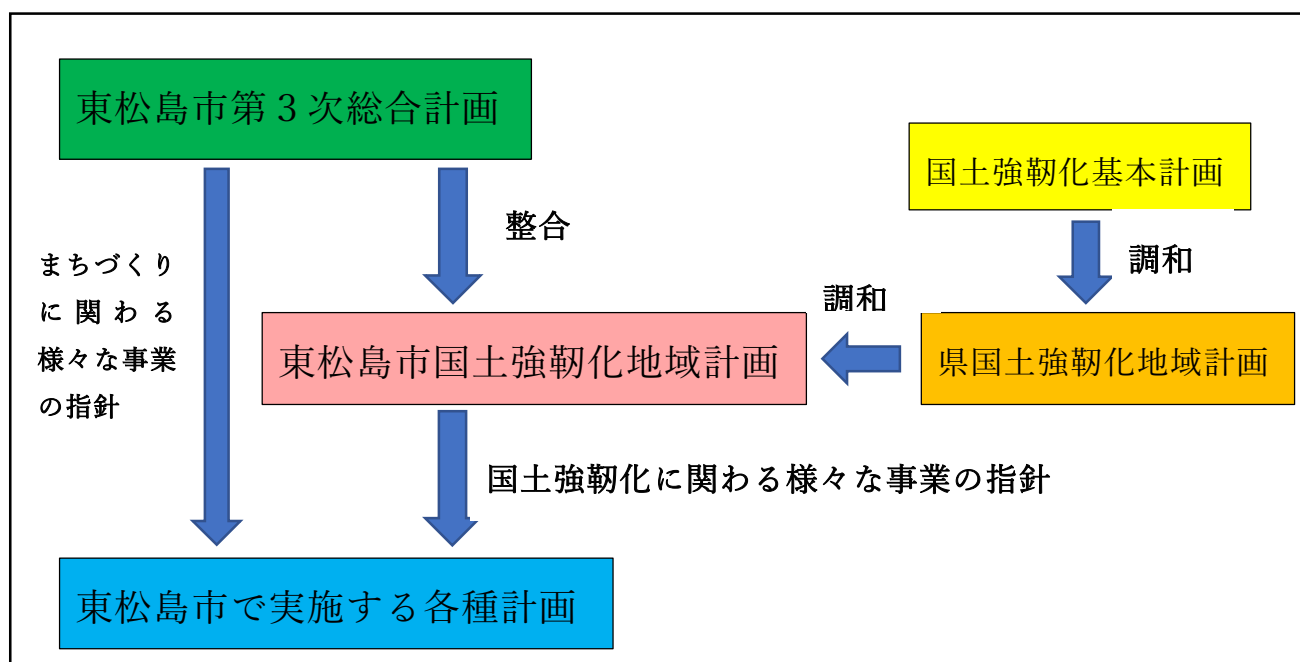 東松島市第３次総合計画
国土強靭化基本計画
整合
調和
まちづくり
に関わる
様々な事業
の指針
調和
東松島市国土強靭化地域計画
県国土強靭化地域計画
国土強靭化に関わる様々な事業の指針
東松島市で実施する各種計画